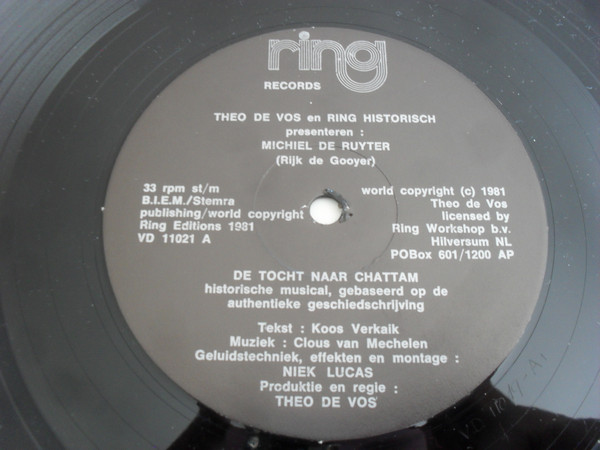 ring
RECORDS
THEO DE VOS en RING HISTORISCH
presenteren :
MICHIEL DE RUYTER
(Rijk de Gooyer)
33 rpm st/m
B.I.E.M./Stemra
publishing/world copyright
Ring Editions 1981
VD 11021 A
world copyright (c) 1981
Theo de Vos
licensed by
Ring Workshop b.v.
Hilversum NL
POBox 601/1200 AP
DE TOCHT NAAR CHATTAM
historische musical, gebaseerd op de
authentieke geschiedschrijving
Tekst : Koos Verkaik
Muziek : Clous van Mechelen
Geluidstechniek, effekten en montage :
NIEK LUCAS
Produktie en regie :
THEO DE VOS